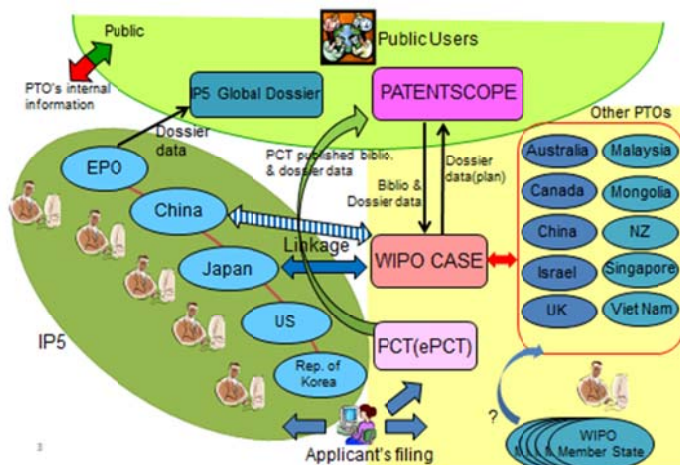 Public
PTO's internal
information
Public Users
IP5 Global Dossier
PATENTSCOPE
Dossier
data
PCT published biblio.
& dossier data
Biblio &
Dossier data
Dossier
data(plan)
Other PTOs
Australia
Malaysia
Canada
Mongolia
China
NZ
Israel
Singapore
UK
Viet Nam
EPO
China
Japan
US
Rep. of
Korea
IP5
Linkage
WIPO CASE
PCT(ePCT)
Applicant's filing
?
WIPO
Member State
3